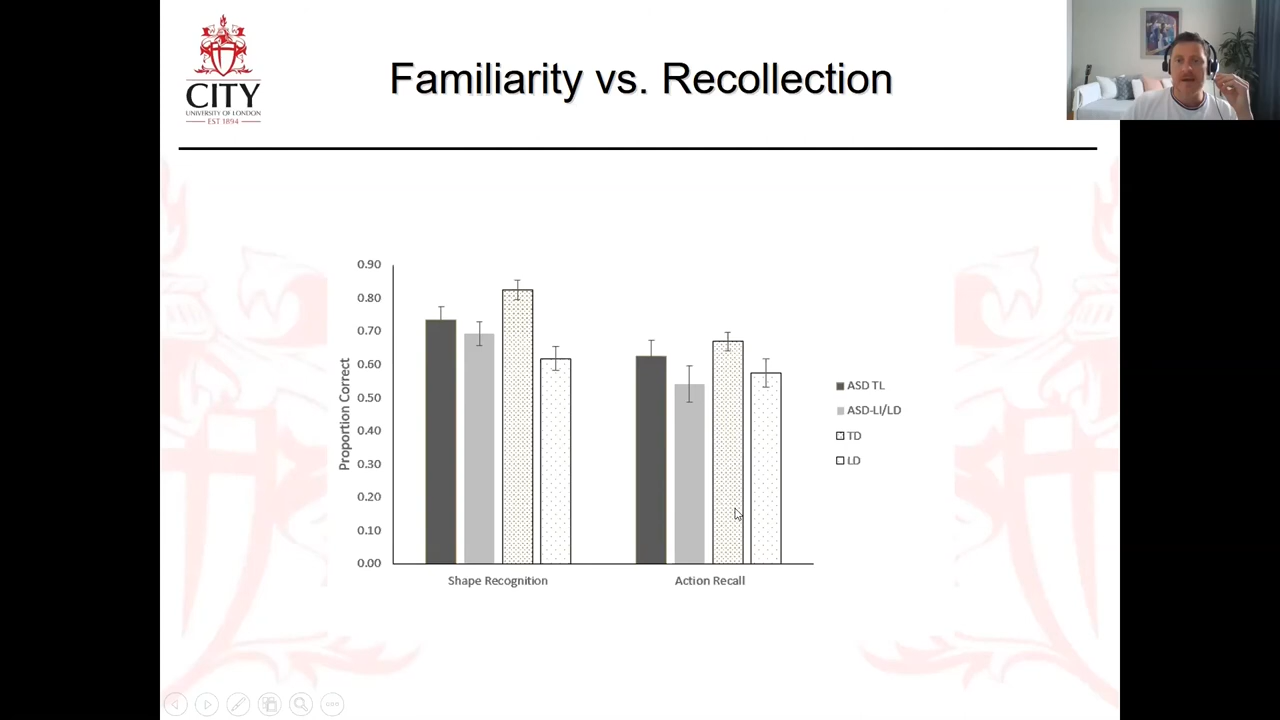 CITY
UNIVERSITY OF LONDON
EST 1894
Familiarity vs. Recollection
Proportion Correct
0.90
0.80
0.70
0.60
0.50
0.40
0.30
0.20
0.10
0.00
Shape Recognition
Action Recall
ASD TL
ASD-LI/LD
TD
LD